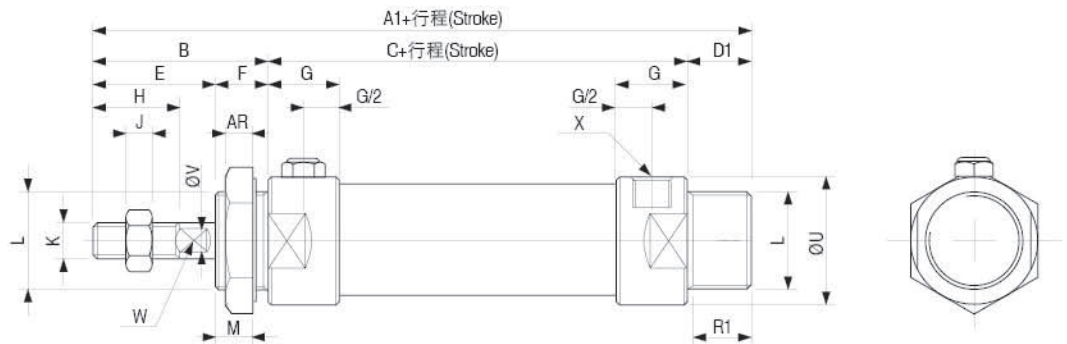 A1+行程(Stroke)
B
C+行程(Stroke)
D1
E
F
G
G
H
G/2
G/2
J
AR
X
ØV
L
K
L
ØU
W
M
R1